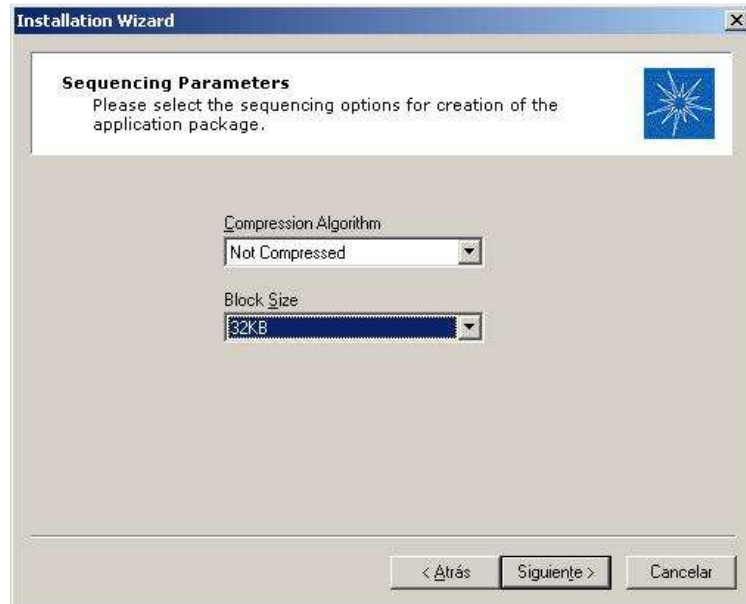 Installation Wizard
Sequencing Parameters
Please select the sequencing options for creation of the
application package.
Compression Algorithm
Not Compressed
Block Size
32KB
< Atrás Siguiente > Cancelar